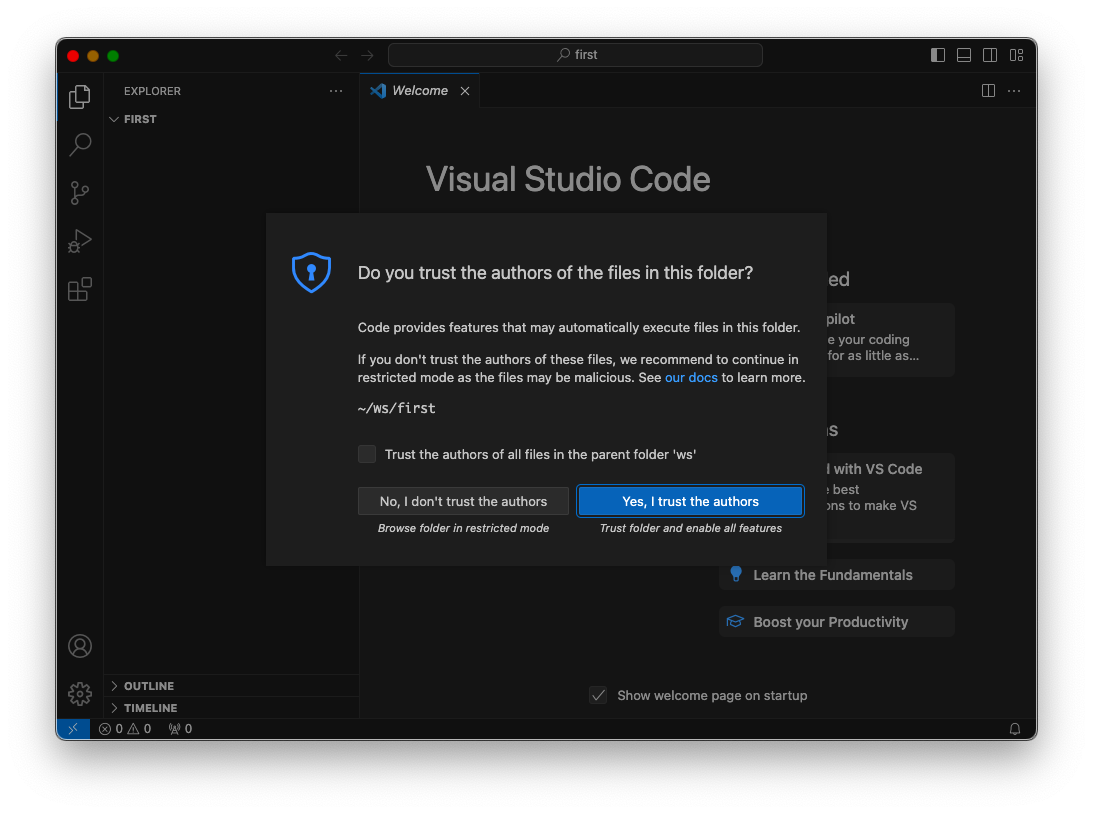 first
EXPLORER
Welcome
FIRST
Visual Studio Code
Do you trust the authors of the files in this folder?
Code provides features that may automatically execute files in this folder.
If you don't trust the authors of these files, we recommend to continue in
restricted mode as the files may be malicious. See our docs to learn more.
~/ws/first
Trust the authors of all files in the parent folder 'ws'
No, I don't trust the authors
Yes, I trust the authors
Browse folder in restricted mode
Trust folder and enable all features
ed
pilot
e your coding
for as little as...
ns
d with VS Code
e best
ons to make VS
Learn the Fundamentals
Boost your Productivity
Show welcome page on startup
OUTLINE
TIMELINE
0 0 0